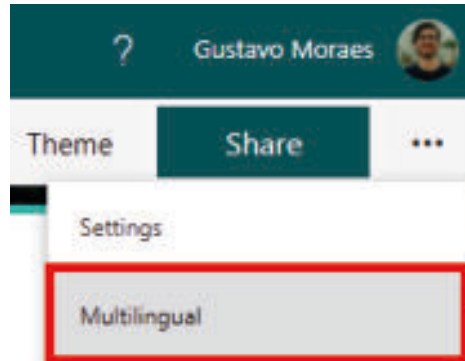 ? Gustavo Moraes
Theme Share ...
Settings
Multilingual